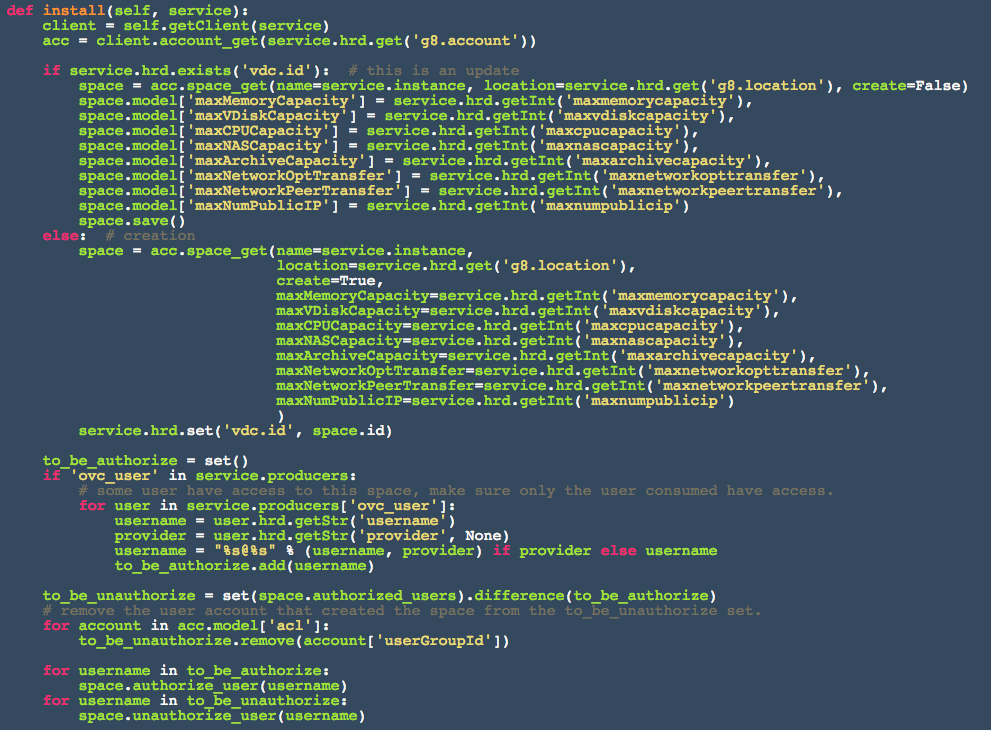 def install(self, service):
    client = self.getClient(service)
    acc = client.account_get(service.hrd.get('g8.account'))

    if service.hrd.exists('vdc.id'):  # this is an update
        space = acc.space_get(name=service.instance, location=service.hrd.get('g8.location'), create=False)
        space.model['maxMemoryCapacity'] = service.hrd.getInt('maxmemorycapacity'),
        space.model['maxVDiskCapacity'] = service.hrd.getInt('maxvdiskcapacity'),
        space.model['maxCPUCapacity'] = service.hrd.getInt('maxcpucapacity'),
        space.model['maxNASCapacity'] = service.hrd.getInt('maxnascapacity'),
        space.model['maxArchiveCapacity'] = service.hrd.getInt('maxarchivecapacity'),
        space.model['maxNetworkOptTransfer'] = service.hrd.getInt('maxnetworkopttransfer'),
        space.model['maxNetworkPeerTransfer'] = service.hrd.getInt('maxnetworkpeertransfer'),
        space.model['maxNumPublicIP'] = service.hrd.getInt('maxnumpublicip')
        space.save()
    else:  # creation
        space = acc.space_get(name=service.instance,
                              location=service.hrd.get('g8.location'),
                              create=True,
                              maxMemoryCapacity=service.hrd.getInt('maxmemorycapacity'),
                              maxVDiskCapacity=service.hrd.getInt('maxvdiskcapacity'),
                              maxCPUCapacity=service.hrd.getInt('maxcpucapacity'),
                              maxNASCapacity=service.hrd.getInt('maxnascapacity'),
                              maxArchiveCapacity=service.hrd.getInt('maxarchivecapacity'),
                              maxNetworkOptTransfer=service.hrd.getInt('maxnetworkopttransfer'),
                              maxNetworkPeerTransfer=service.hrd.getInt('maxnetworkpeertransfer'),
                              maxNumPublicIP=service.hrd.getInt('maxnumpublicip')
                              )
        service.hrd.set('vdc.id', space.id)

    to_be_authorize = set()
    if 'ovc_user' in service.producers:
        # some user have access to this space, make sure only the user consumed have access.
        for user in service.producers['ovc_user']:
            username = user.hrd.getStr('username')
            provider = user.hrd.getStr('provider', None)
            username = "%s@%s" % (username, provider) if provider else username
            to_be_authorize.add(username)

    to_be_unauthorize = set(space.authorized_users).difference(to_be_authorize)
    # remove the user account that created the space from the to_be_unauthorize set.
    for account in acc.model['acl']:
        to_be_unauthorize.remove(account['userGroupId'])

    for username in to_be_authorize:
        space.authorize_user(username)
    for username in to_be_unauthorize:
        space.unauthorize_user(username)